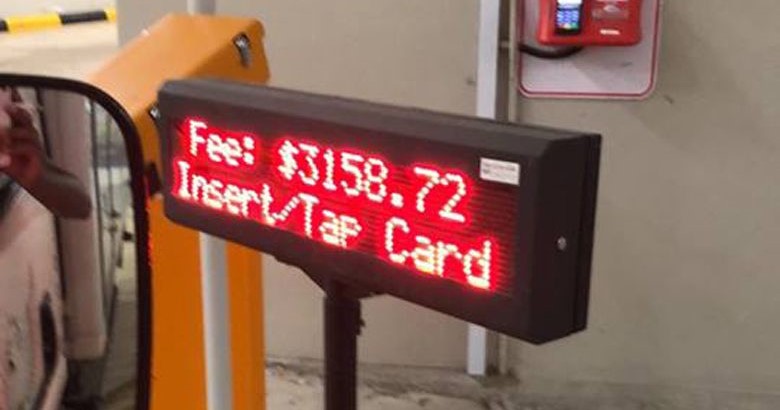 Fee: $3158.72
Insert/Tap Card